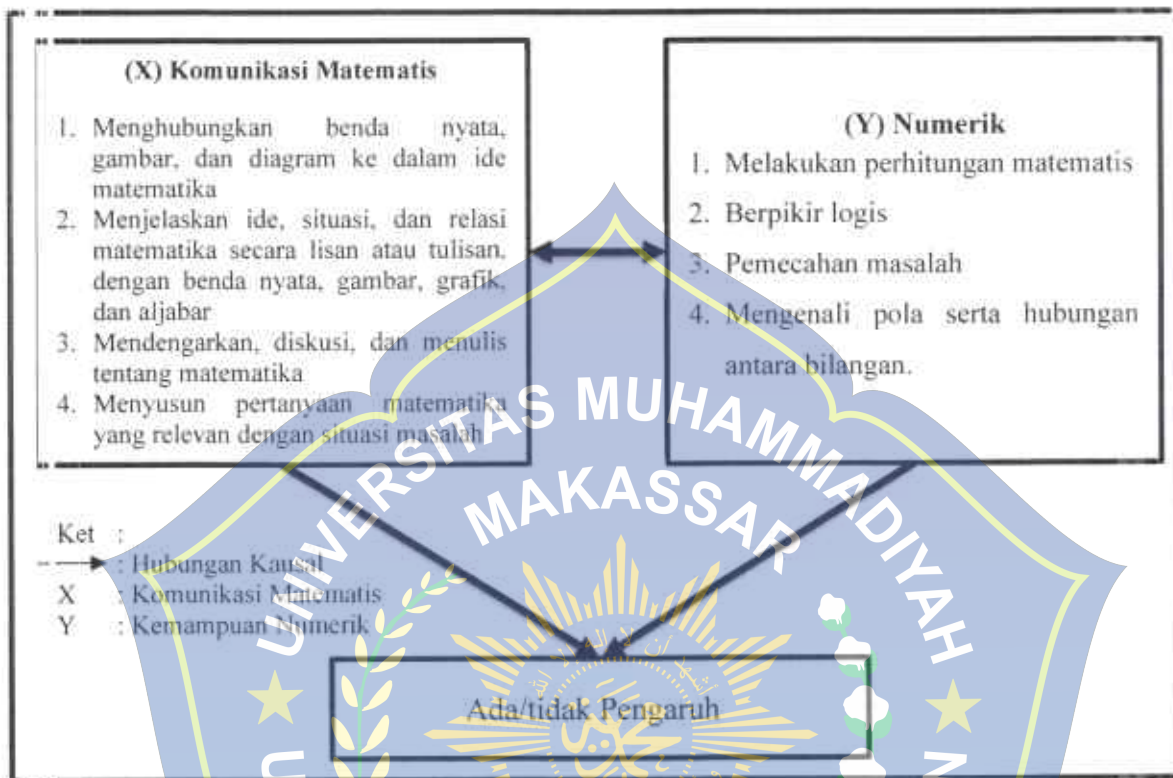 (X) Komunikasi Matematis
1. Menghubungkan benda nyata,
gambar, dan diagram ke dalam ide
matematika
2. Menjelaskan ide, situasi, dan relasi
matematika secara lisan atau tulisan,
dengan benda nyata, gambar, grafik,
dan aljabar
3. Mendengarkan, diskusi, dan menulis
tentang matematika
4. Menyusun pertanyaan matematika
yang relevan dengan situasi masalah
(Y) Numerik
1. Melakukan perhitungan matematis
2. Berpikir logis
3. Pemecahan masalah
4. Mengenali pola serta hubungan
antara bilangan.
Ket :
: Hubungan Kausal
X : Komunikasi Matematis
Y : Kemampuan Numerik
Ada/tidak Pengaruh
UNIVERSITAS MUHAMMADIYAH
MAKASSAR